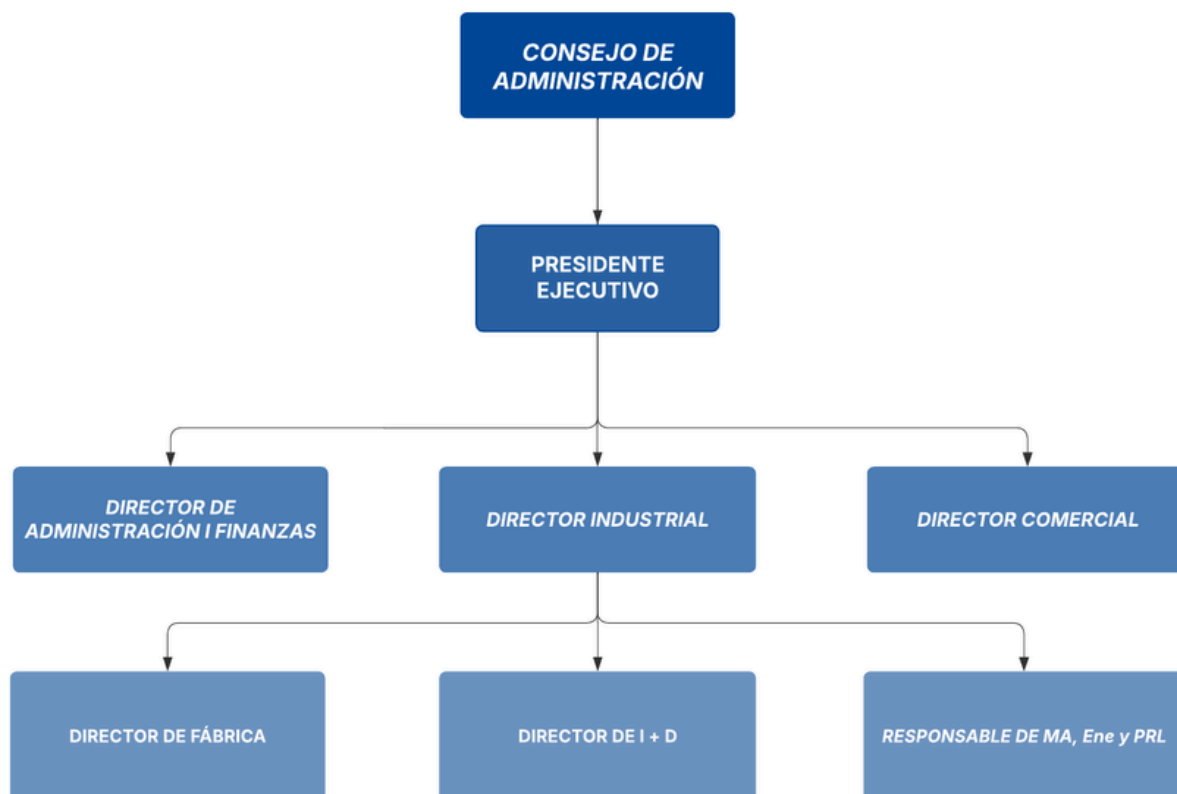 CONSEJO DE
ADMINISTRACIÓN
PRESIDENTE
EJECUTIVO
DIRECTOR DE
ADMINISTRACIÓN I FINANZAS
DIRECTOR INDUSTRIAL
DIRECTOR COMERCIAL
DIRECTOR DE FÁBRICA
DIRECTOR DE I + D
RESPONSABLE DE MA, Ene y PRL